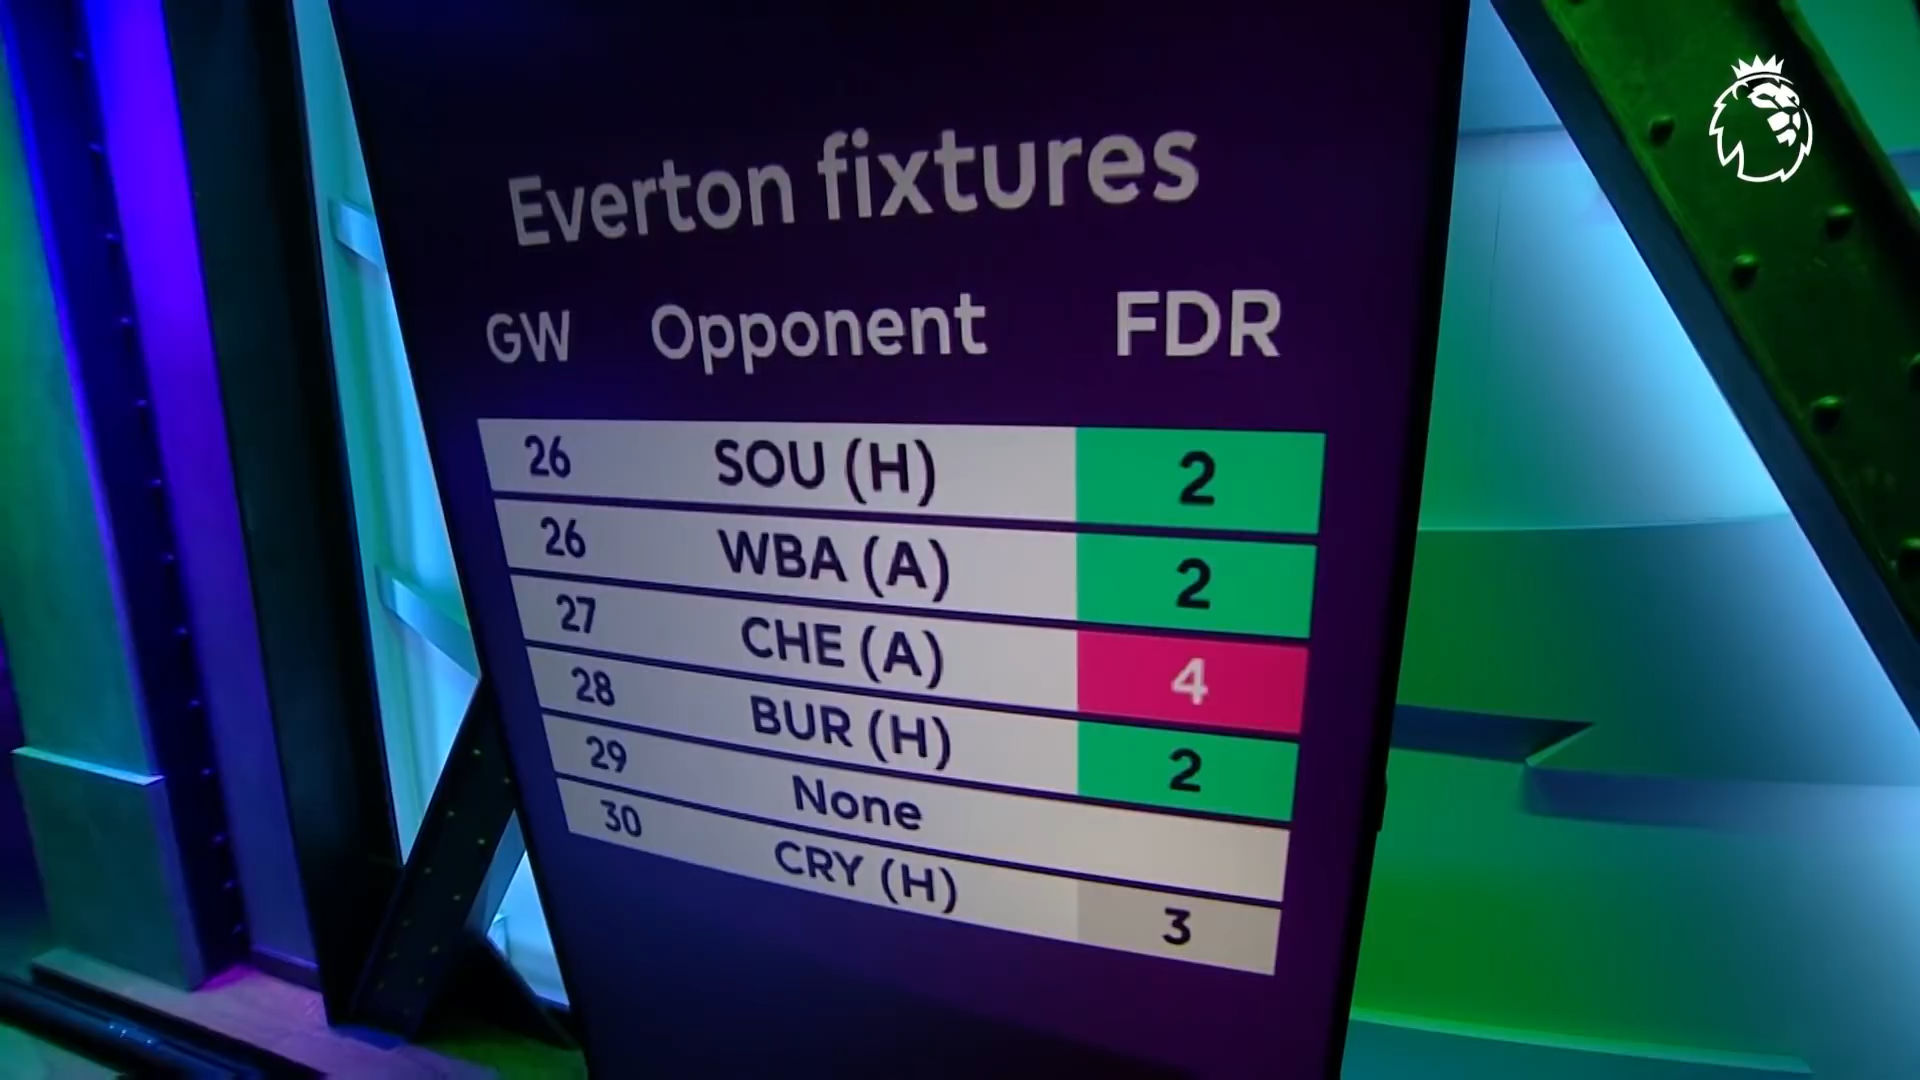 Everton fixtures
GW Opponent FDR
26 SOU (H) 2
26 WBA (A) 2
27 CHE (A) 4
28 BUR (H) 2
29 None
30 CRY (H) 3